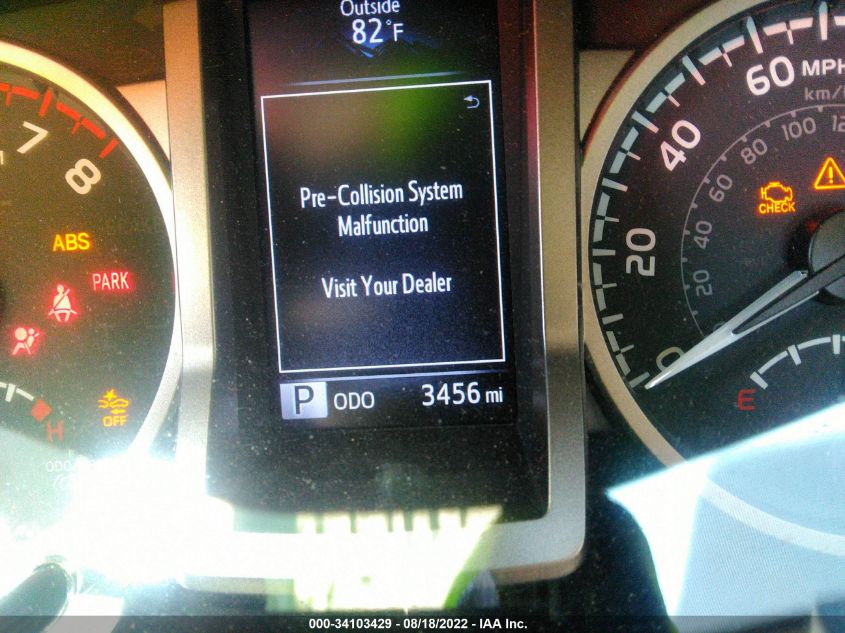 Outside
82°F
Pre-Collision System
Malfunction
Visit Your Dealer
P ODO 3456 mi
7
8
ABS
PARK
OFF
H
60 MPH
km/
40
20
0
100
80
60
40
20
CHECK
E
000-34103429 - 08/18/2022 - IAA Inc.